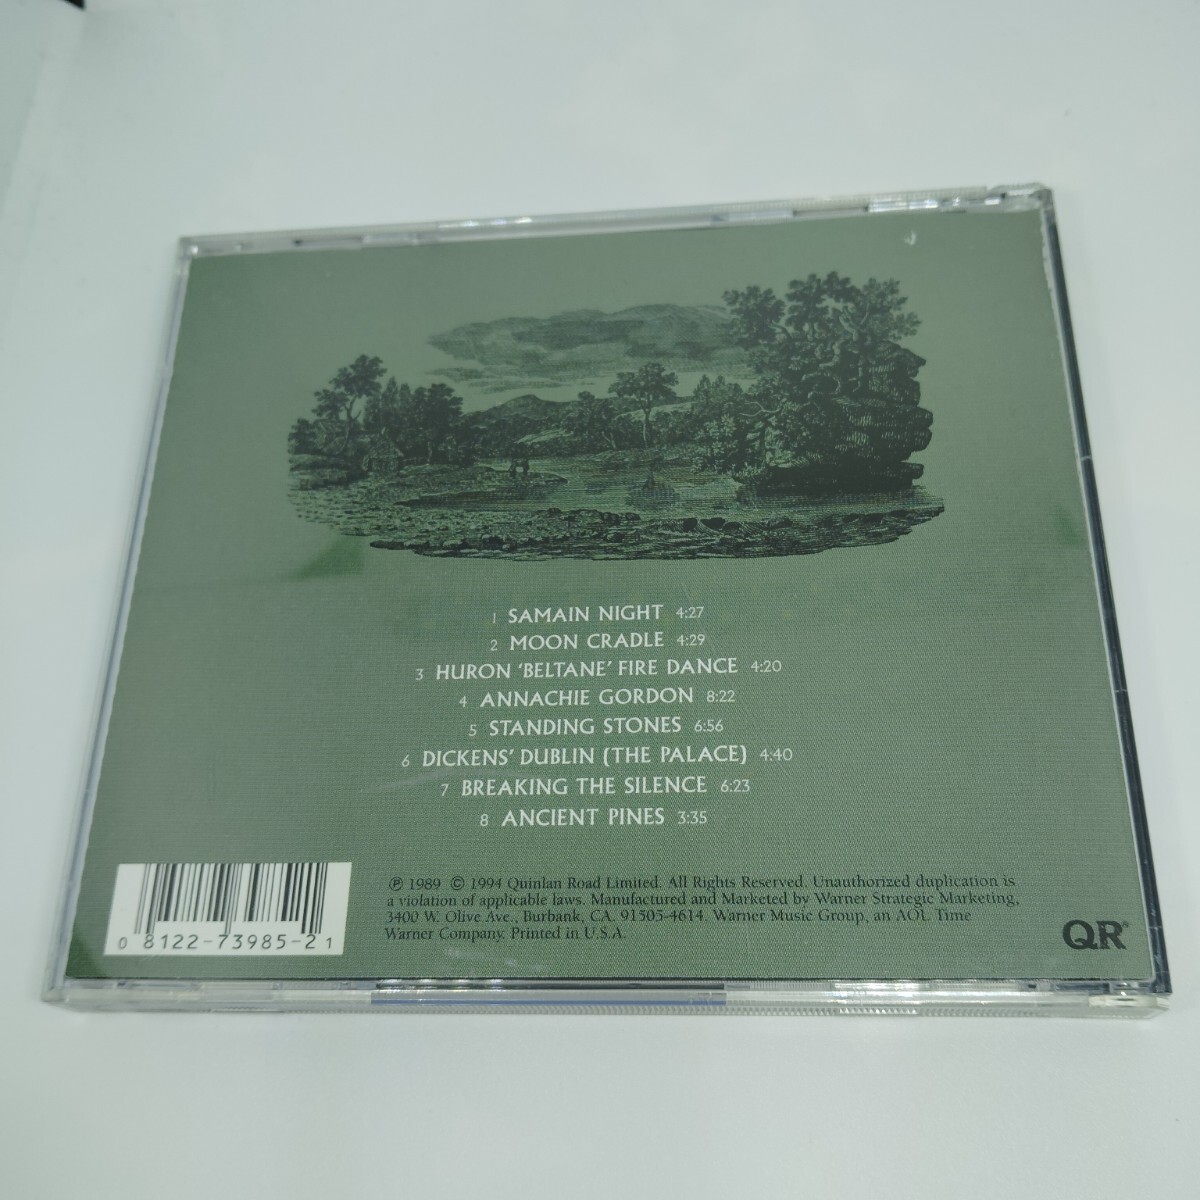 1 SAMAIN NIGHT 4:27
2 MOON CRADLE 4:29
3 HURON 'BELTANE' FIRE DANCE 4:20
4 ANNACHIE GORDON 8:22
5 STANDING STONES 6:56
6 DICKENS' DUBLIN (THE PALACE) 4:40
7 BREAKING THE SILENCE 6:23
8 ANCIENT PINES 3:35
0 8122-73985-2 1
℗ 1989 © 1994 Quinlan Road Limited. All Rights Reserved. Unauthorized duplication is
a violation of applicable laws. Manufactured and Marketed by Warner Strategic Marketing,
3400 W. Olive Ave., Burbank, CA. 91505-4614. Warner Music Group, an AOL Time
Warner Company. Printed in U.S.A.
QR®